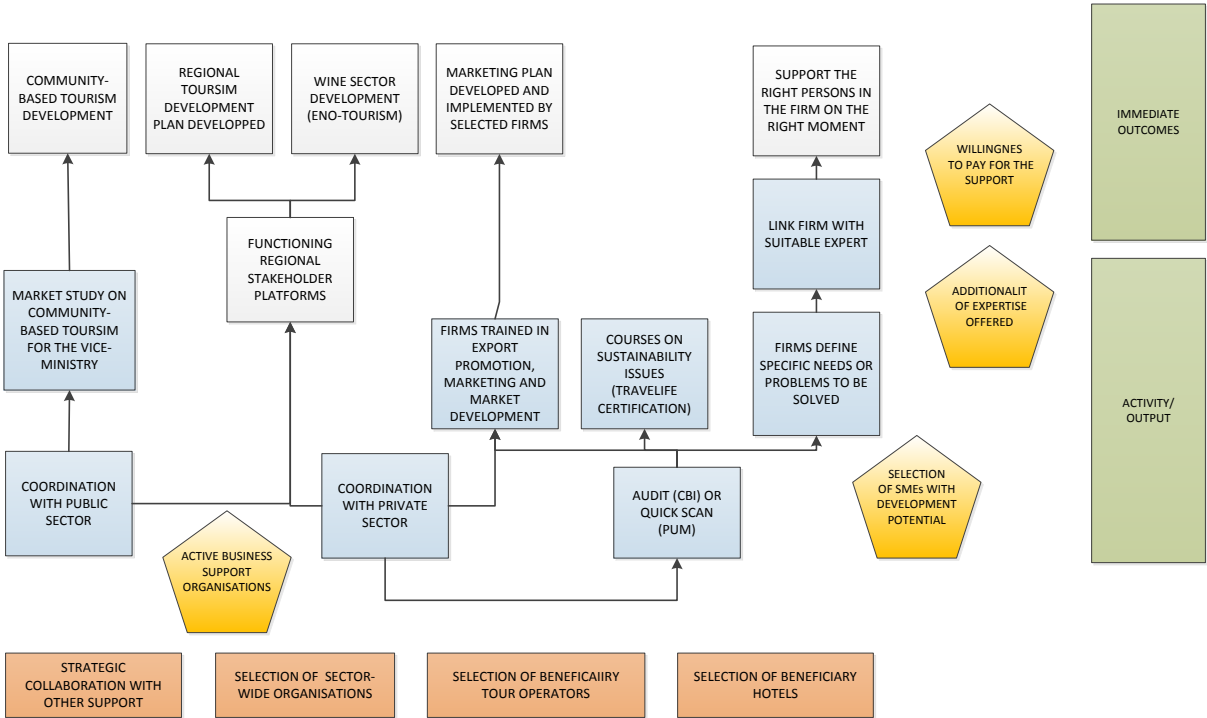 COMMUNITY-
BASED TOURISM
DEVELOPMENT
REGIONAL
TOURSIM
DEVELOPMENT
PLAN DEVELOPPED
WINE SECTOR
DEVELOPMENT
(ENO-TOURISM)
MARKETING PLAN
DEVELOPED AND
IMPLEMENTED BY
SELECTED FIRMS
SUPPORT THE
RIGHT PERSONS IN
THE FIRM ON THE
RIGHT MOMENT
WILLINGNES
TO PAY FOR THE
SUPPORT
IMMEDIATE
OUTCOMES
LINK FIRM WITH
SUITABLE EXPERT
FUNCTIONING
REGIONAL
STAKEHOLDER
PLATFORMS
MARKET STUDY ON
COMMUNITY-
BASED TOURSIM
FOR THE VICE-
MINISTRY
FIRMS TRAINED IN
EXPORT
PROMOTION,
MARKETING AND
MARKET
DEVELOPMENT
COURSES ON
SUSTAINABILITY
ISSUES
(TRAVELIFE
CERTIFICATION)
FIRMS DEFINE
SPECIFIC NEEDS OR
PROBLEMS TO BE
SOLVED
ADDITIONALIT
OF EXPERTISE
OFFERED
ACTIVITY/
OUTPUT
COORDINATION
WITH PUBLIC
SECTOR
COORDINATION
WITH PRIVATE
SECTOR
AUDIT (CBI) OR
QUICK SCAN
(PUM)
SELECTION
OF SMEs WITH
DEVELOPMENT
POTENTIAL
ACTIVE BUSINESS
SUPPORT
ORGANISATIONS
STRATEGIC
COLLABORATION WITH
OTHER SUPPORT
SELECTION OF SECTOR-
WIDE ORGANISATIONS
SELECTION OF BENEFICAIIRY
TOUR OPERATORS
SELECTION OF BENEFICIARY
HOTELS